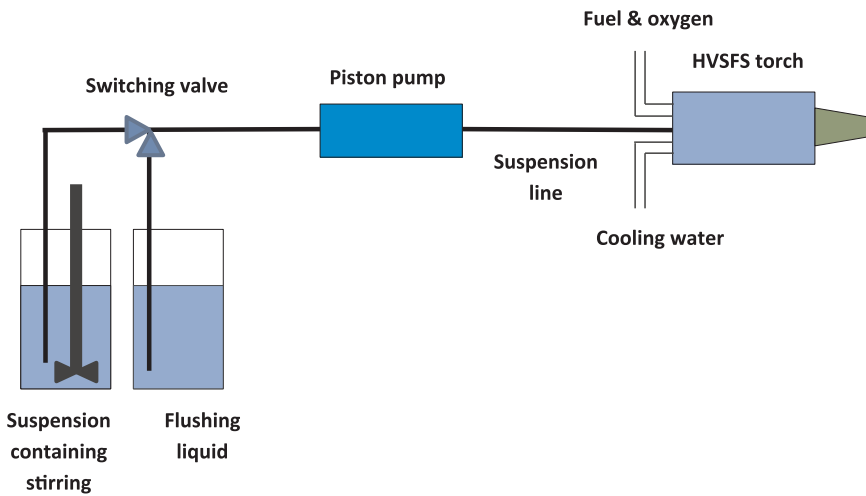 Fuel & oxygen
HVSFS torch
Piston pump
Switching valve
Suspension
line
Cooling water
Suspension
containing
stirring
Flushing
liquid